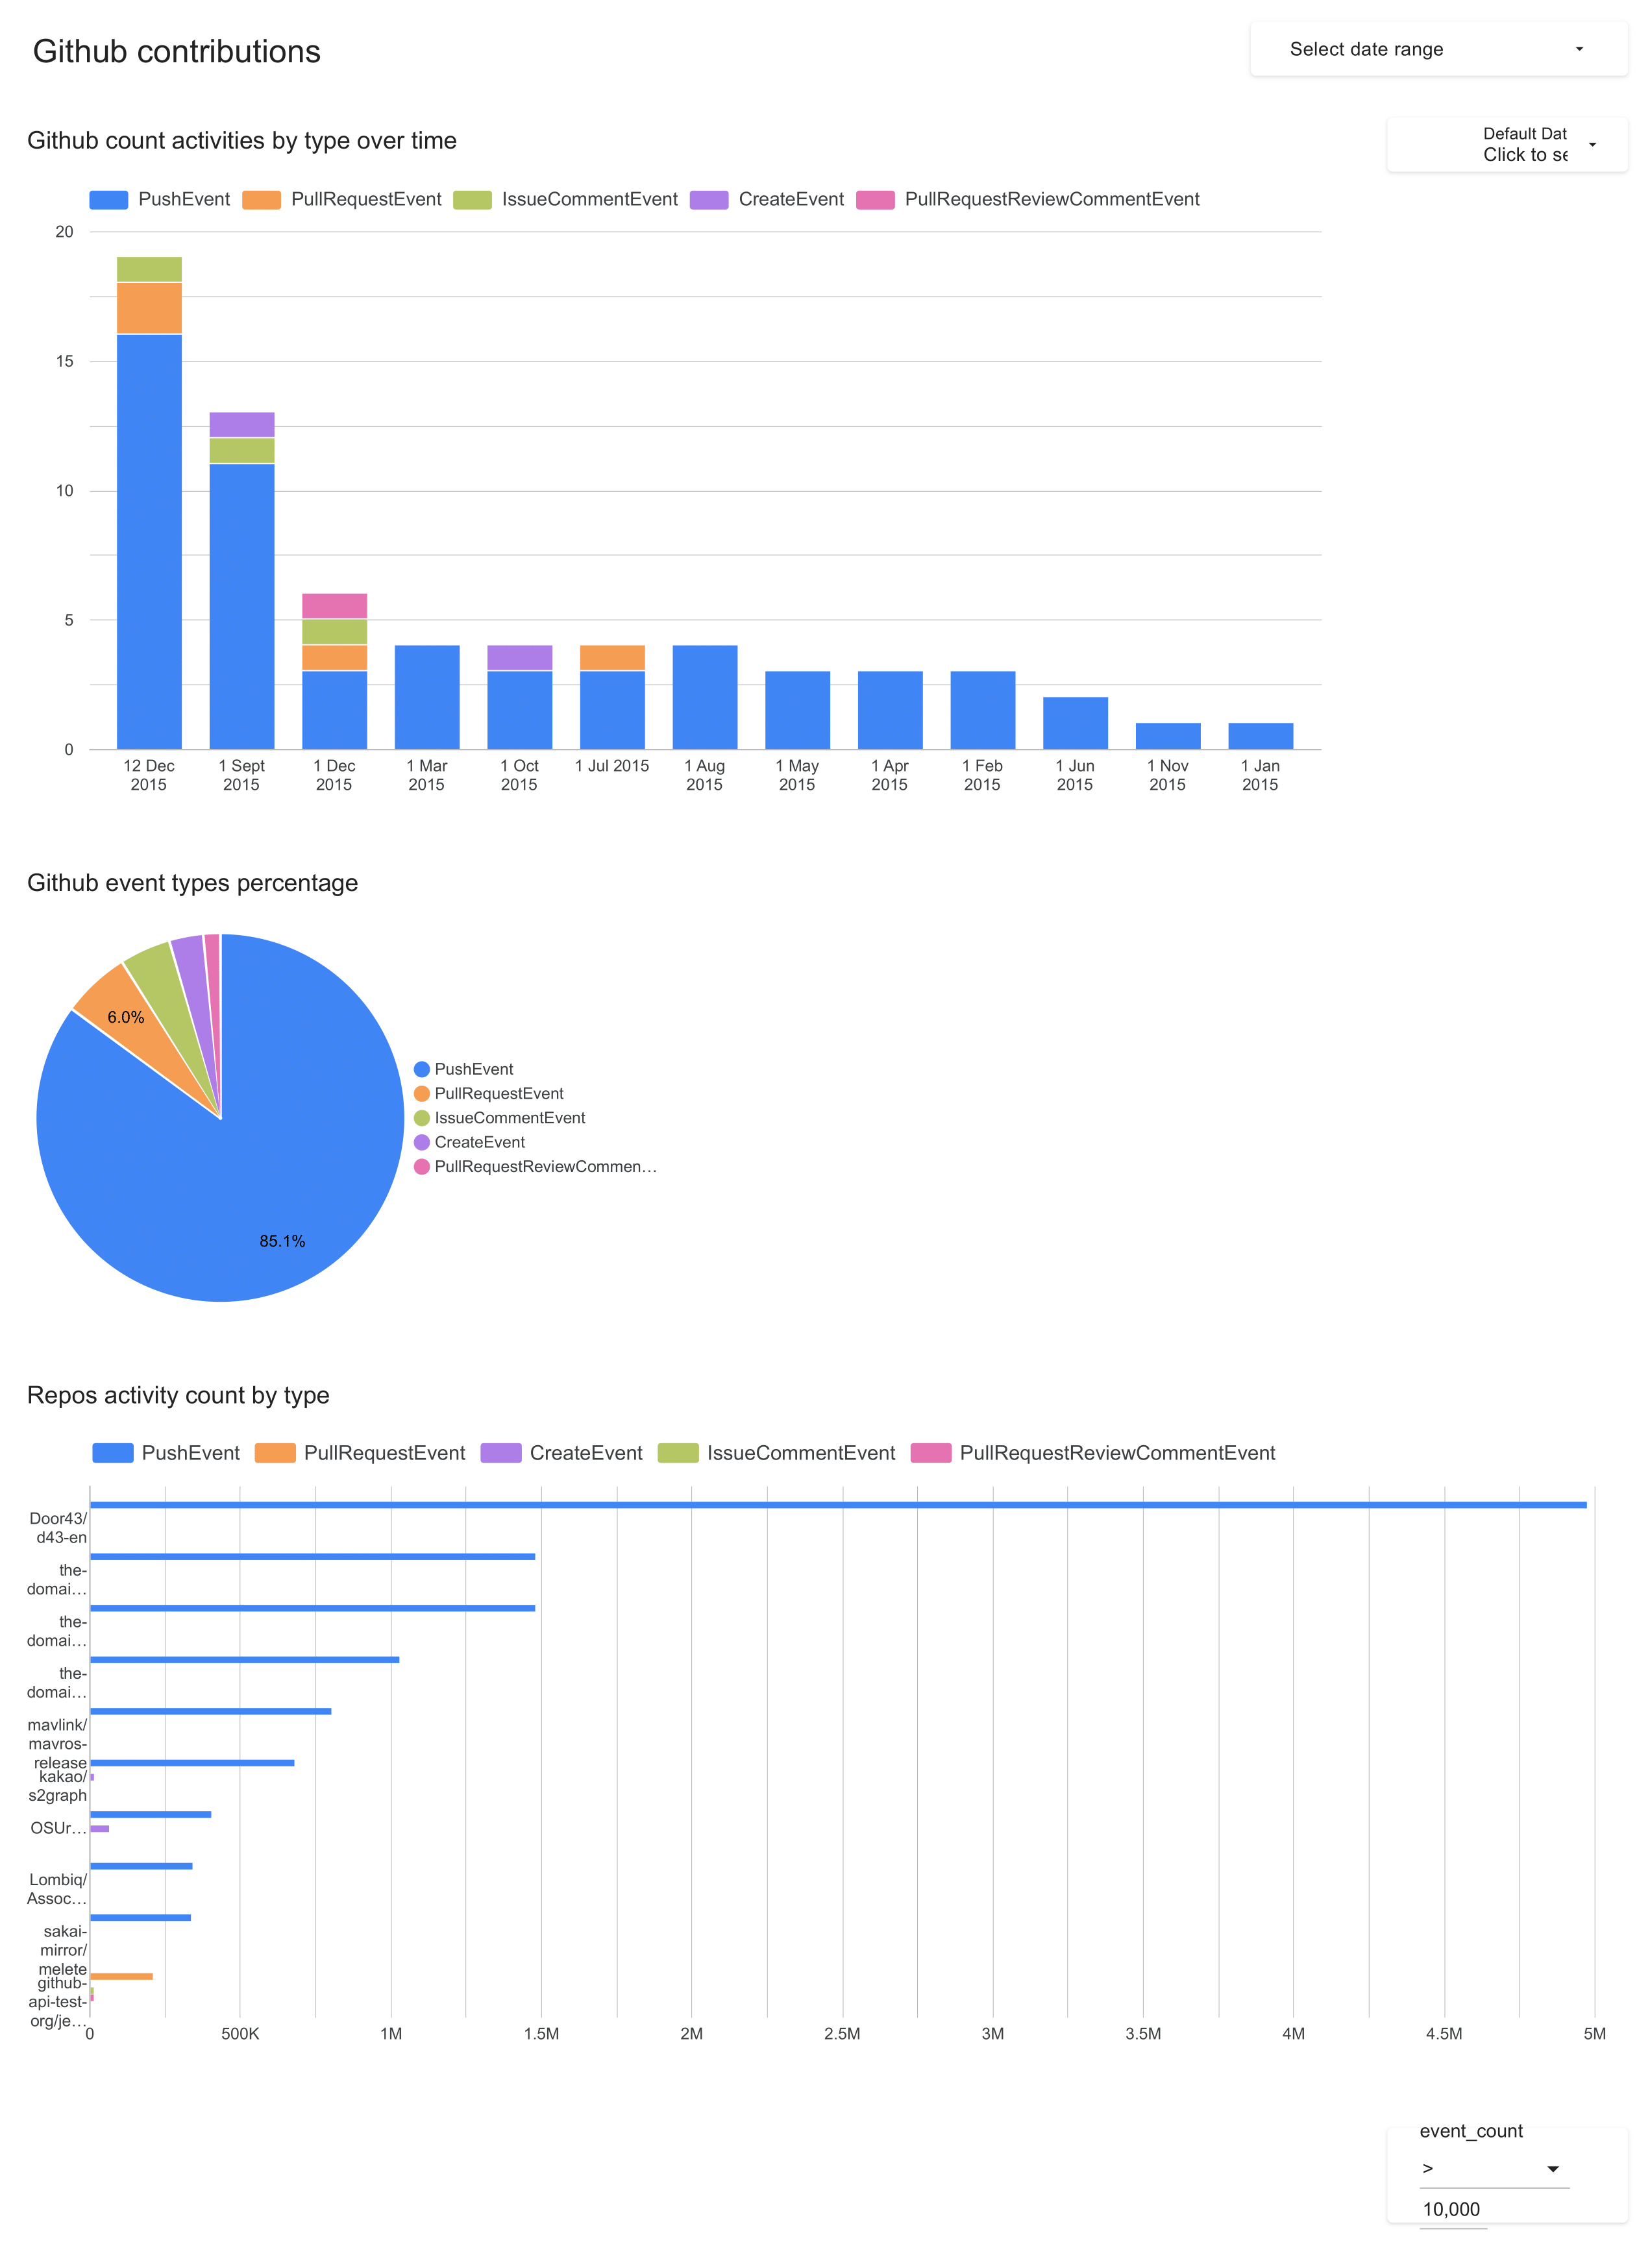 Github contributions
Select date range
Github count activities by type over time
Default Dat
Click to se
PushEvent PullRequestEvent IssueCommentEvent CreateEvent PullRequestReviewCommentEvent
20
15
10
5
0
12 Dec
2015
1 Sept
2015
1 Dec
2015
1 Mar
2015
1 Oct
2015
1 Jul 2015
1 Aug
2015
1 May
2015
1 Apr
2015
1 Feb
2015
1 Jun
2015
1 Nov
2015
1 Jan
2015
Github event types percentage
6.0%
85.1%
PushEvent
PullRequestEvent
IssueCommentEvent
CreateEvent
PullRequestReviewCommen…
Repos activity count by type
PushEvent PullRequestEvent CreateEvent IssueCommentEvent PullRequestReviewCommentEvent
Door43/
d43-en
the-
domai…
the-
domai…
the-
domai…
mavlink/
mavros-
release
kakao/
s2graph
OSUr…
Lombiq/
Assoc…
sakai-
mirror/
melete
github-
api-test-
org/je…
0 500K 1M 1.5M 2M 2.5M 3M 3.5M 4M 4.5M 5M
event_count
>
10,000